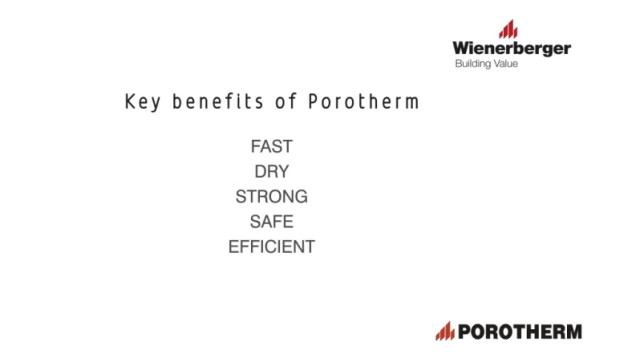 Wienerberger
Building Value
Key benefits of Porotherm
FAST
DRY
STRONG
SAFE
EFFICIENT
POROTHERM